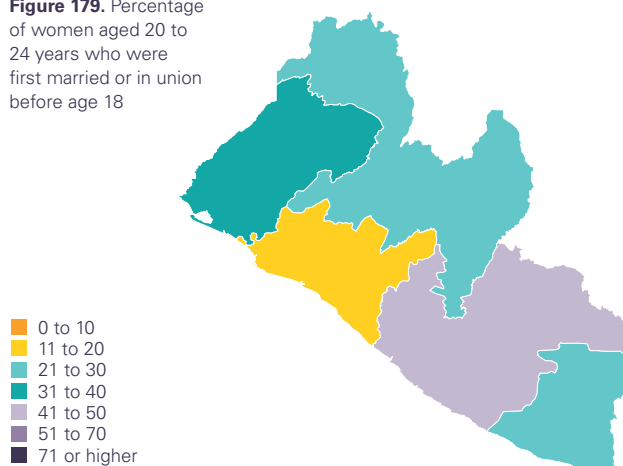 Figure 179. Percentage
of women aged 20 to
24 years who were
first married or in union
before age 18
0 to 10
11 to 20
21 to 30
31 to 40
41 to 50
51 to 70
71 or higher